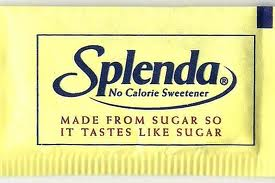 Splenda®
No Calorie Sweetener
MADE FROM SUGAR SO
IT TASTES LIKE SUGAR